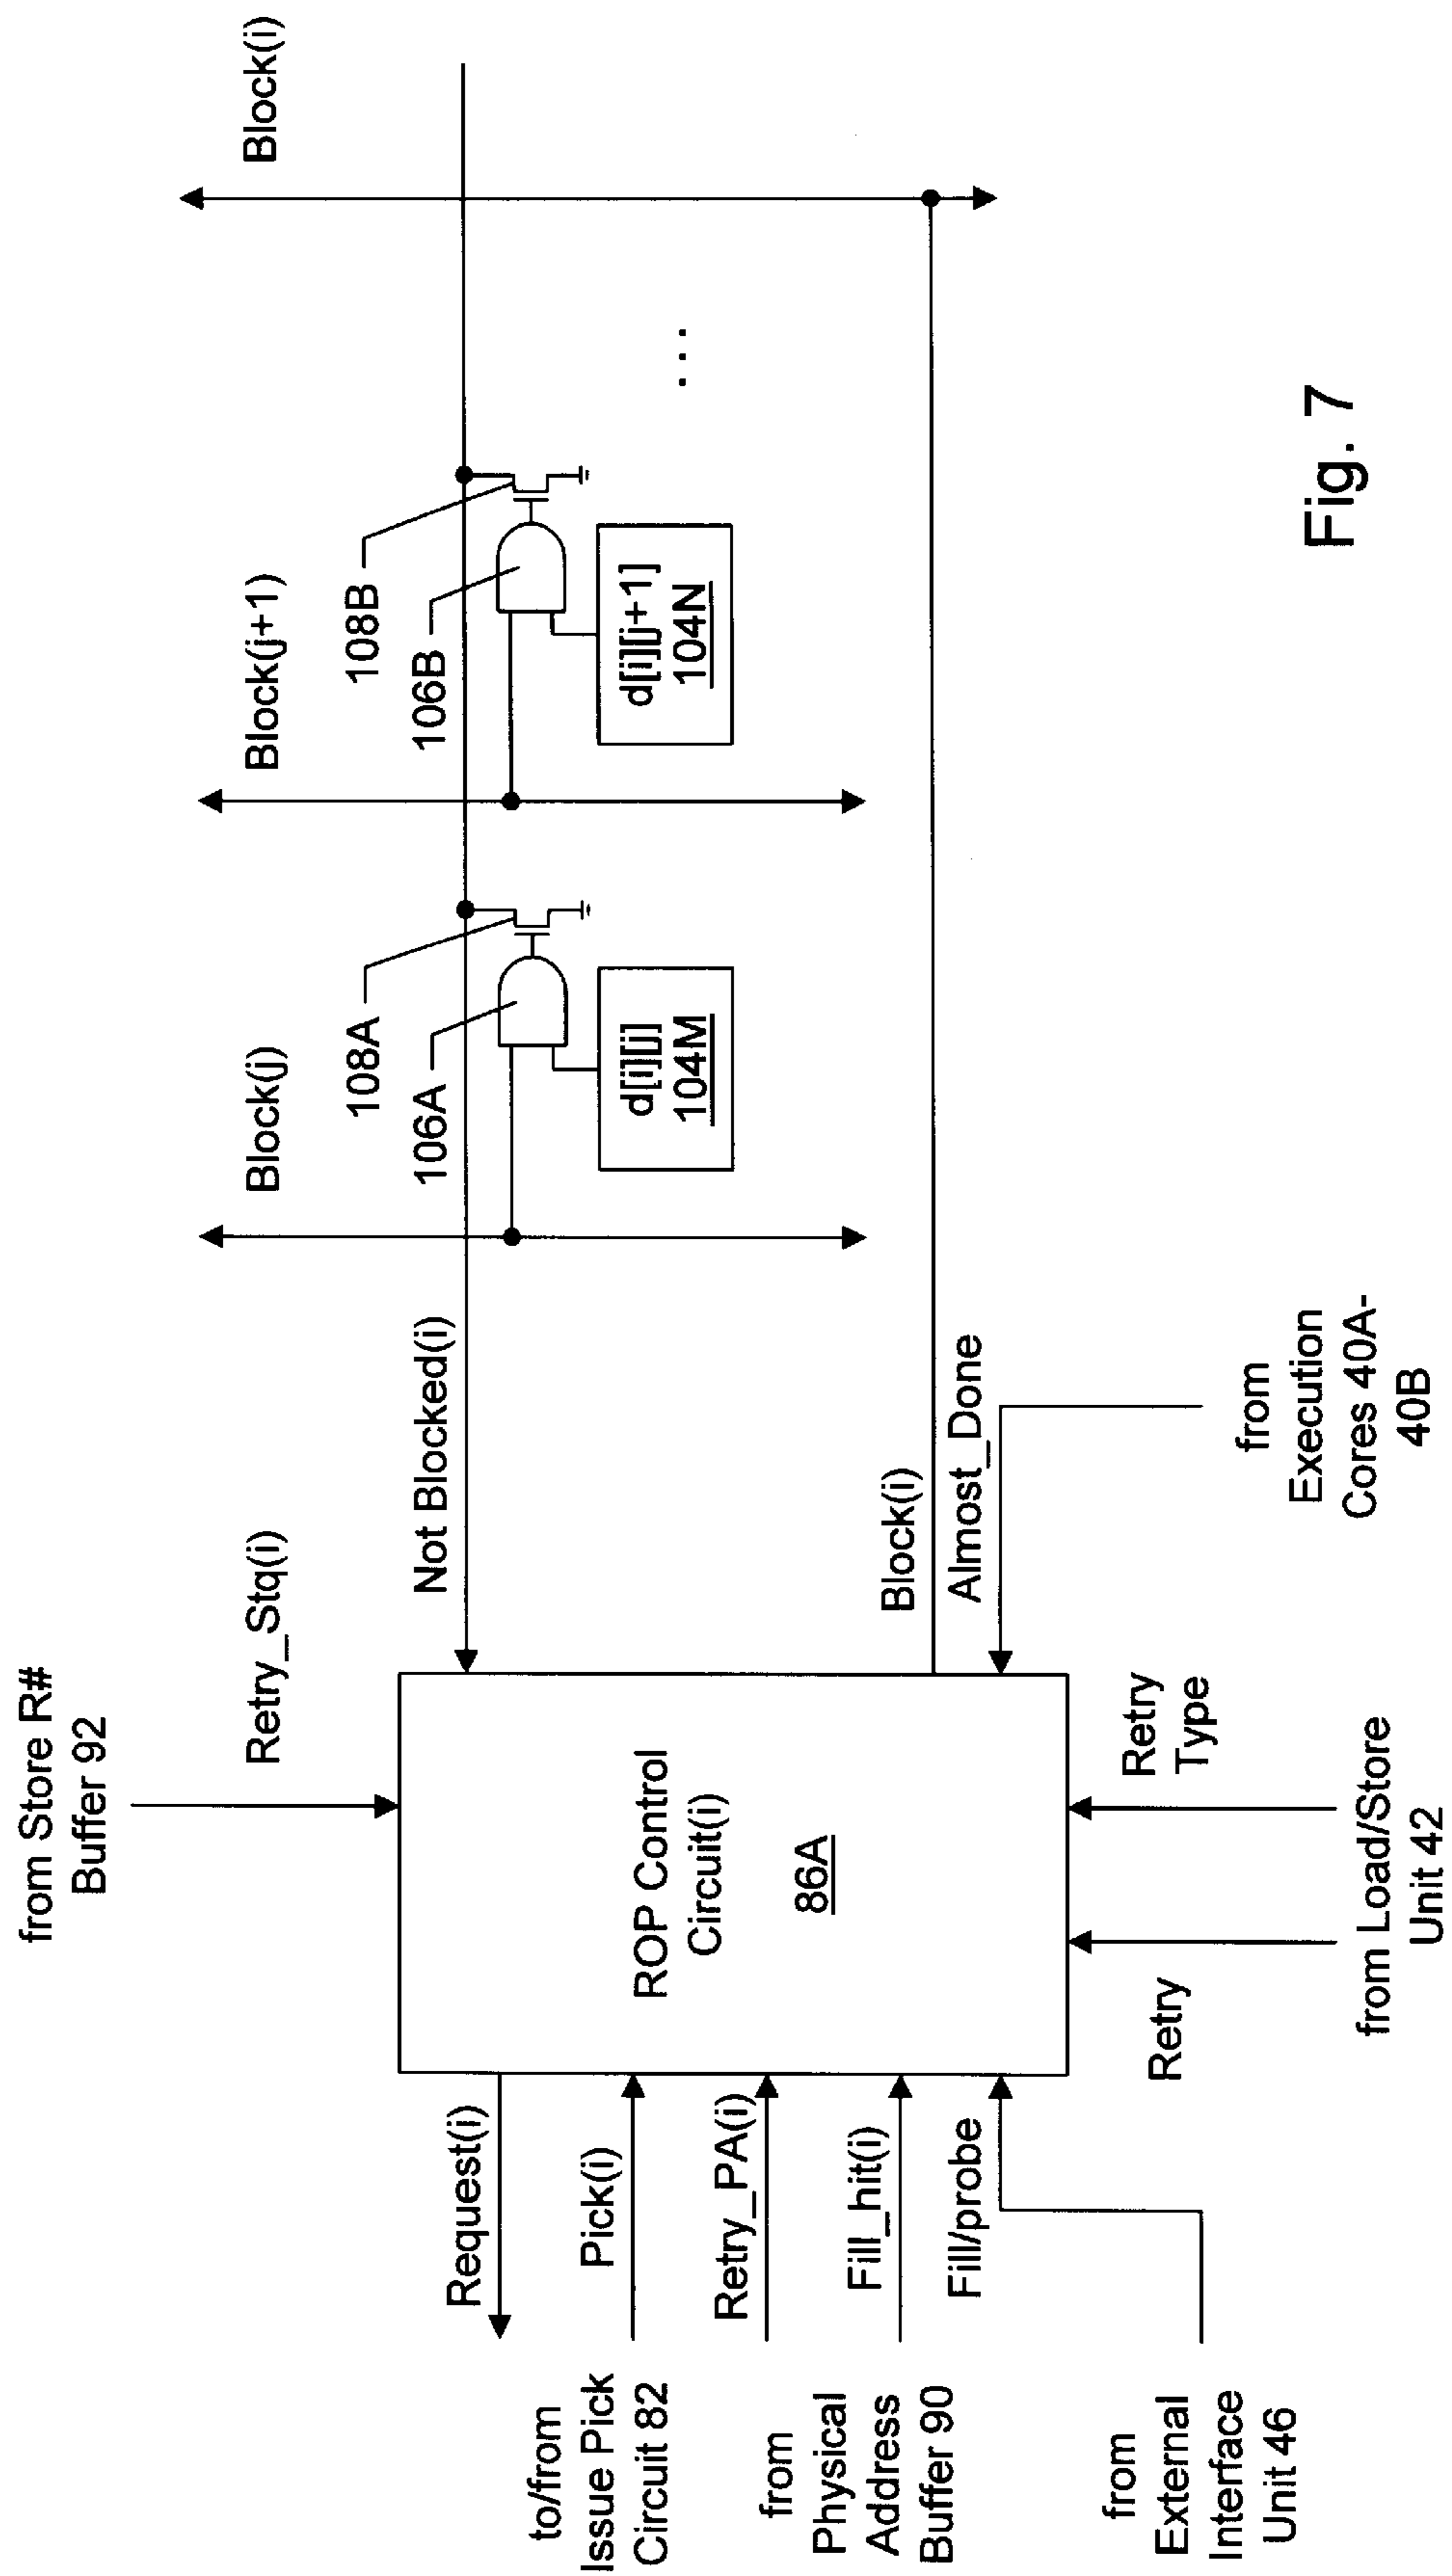 from Store R#
Buffer 92
Retry_Stq(i)
Block(j)
Block(j+1)
Block(i)
Not Blocked(i)
108A
106A
d[i][j]
104M
108B
106B
d[i][j+1]
104N
...
ROP Control
Circuit(i)
86A
Request(i)
Pick(i)
Retry_PA(i)
Fill_hit(i)
Fill/probe
to/from
Issue Pick
Circuit 82
from
Physical
Address
Buffer 90
from
External
Interface
Unit 46
Block(i)
Almost_Done
Retry
Retry
Type
from Load/Store
Unit 42
from
Execution
Cores 40A-
40B
Fig. 7